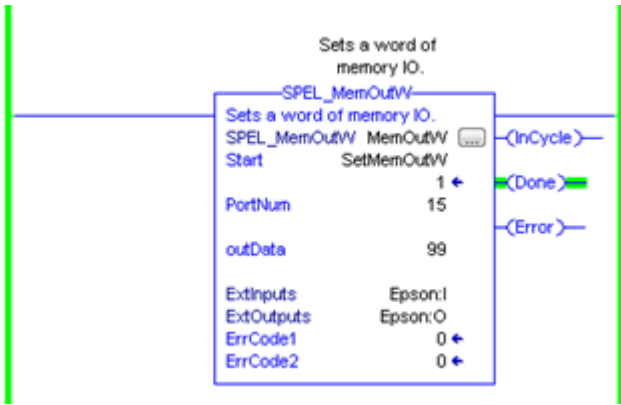 Sets a word of
memory IO.
SPEL_MemOutW
Sets a word of memory IO.
SPEL_MemOutW MemOutW ...
(InCycle)
Start SetMemOutW
1
(Done)
PortNum 15
(Error)
outData 99
ExtInputs Epson:I
ExtOutputs Epson:O
ErrCode1 0
ErrCode2 0